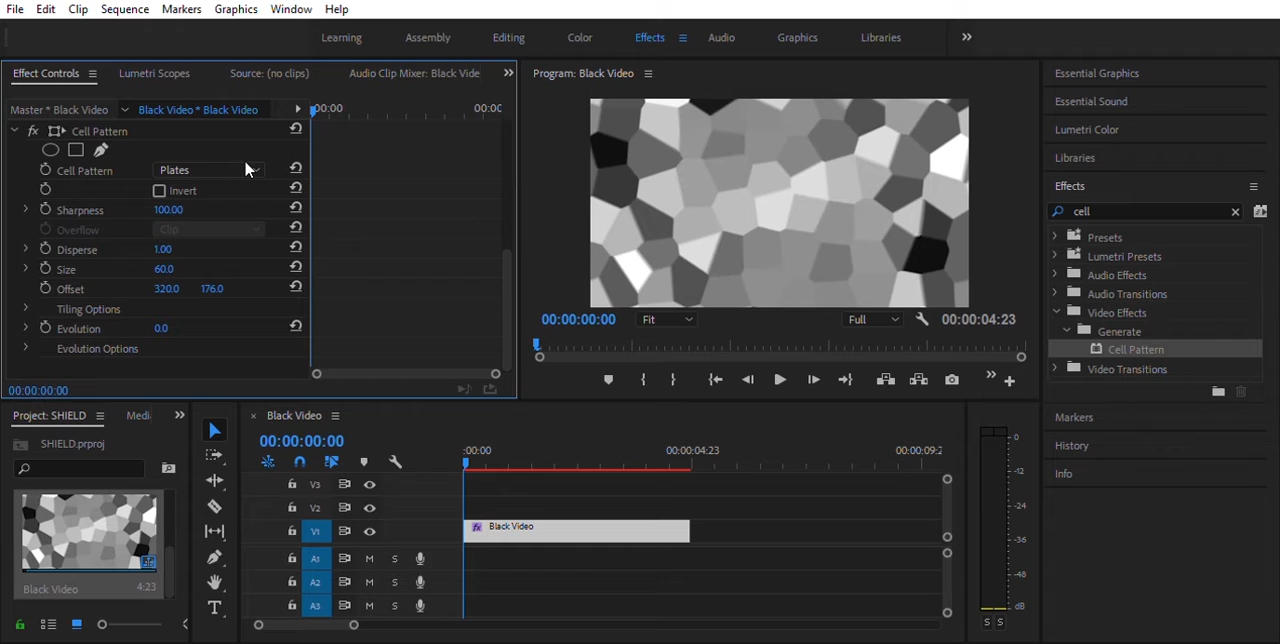 File Edit Clip Sequence Markers Graphics Window Help
Learning Assembly Editing Color Effects Audio Graphics Libraries
Effect Controls Lumetri Scopes Source: (no clips) Audio Clip Mixer: Black Vide
Program: Black Video
Master * Black Video Black Video * Black Video :00:00 00:0
fx Cell Pattern
Cell Pattern Plates
Invert
Sharpness 100.00
Overflow Clip
Disperse 1.00
Size 60.0
Offset 320.0 176.0
Tiling Options
Evolution 0.0
Evolution Options
00:00:00:00
00:00:00:00 Fit Full 00:00:04:23
Essential Graphics
Essential Sound
Lumetri Color
Libraries
Effects
cell
Presets
Lumetri Presets
Audio Effects
Audio Transitions
Video Effects
Generate
Cell Pattern
Video Transitions
Markers
History
Info
Project: SHIELD Medi
SHIELD.prproj
Black Video 4:23
× Black Video
00:00:00:00
:00:00 00:00:04:23 00:00:09:2
V3
V2
V1 fx Black Video
A1 M S
A2 M S
A3 M S
0
-12
-24
-36
-48
dB
S S